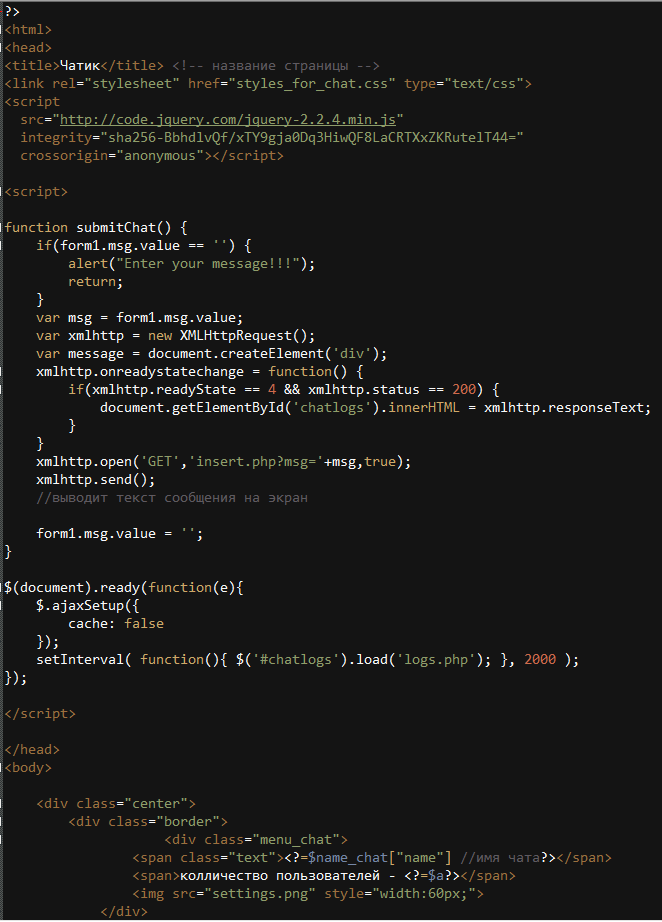 ?>
<html>
<head>
<title>Чатик</title> <!-- название страницы -->
<link rel="stylesheet" href="styles_for_chat.css" type="text/css">
<script
  src="http://code.jquery.com/jquery-2.2.4.min.js"
  integrity="sha256-BbhdlvQf/xTY9gja0Dq3HiwQF8LaCRTXxZKRutelT44="
  crossorigin="anonymous"></script>

<script>

function submitChat() {
    if(form1.msg.value == '') {
        alert("Enter your message!!!");
        return;
    }
    var msg = form1.msg.value;
    var xmlhttp = new XMLHttpRequest();
    var message = document.createElement('div');
    xmlhttp.onreadystatechange = function() {
        if(xmlhttp.readyState == 4 && xmlhttp.status == 200) {
            document.getElementById('chatlogs').innerHTML = xmlhttp.responseText;
        }
    }
    xmlhttp.open('GET','insert.php?msg='+msg,true);
    xmlhttp.send();
    //выводит текст сообщения на экран

    form1.msg.value = '';
}

$(document).ready(function(e){
    $.ajaxSetup({
        cache: false
    });
    setInterval( function(){ $('#chatlogs').load('logs.php'); }, 2000 );
});

</script>

</head>
<body>

    <div class="center">
        <div class="border">
                    <div class="menu_chat">
                <span class="text"><?=$name_chat["name"] //имя чата?></span>
                <span>колличество пользователей - <?=$a?></span>
                <img src="settings.png" style="width:60px;">
            </div>